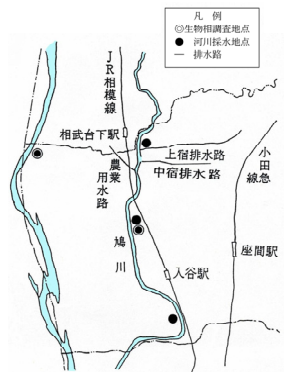 凡 例
◎生物相調査地点
● 河川採水地点
— 排水路
JR相模線
相武台下駅
上宿排水路
中宿排水路
小田急線
農業用水路
鳩川
座間駅
入谷駅